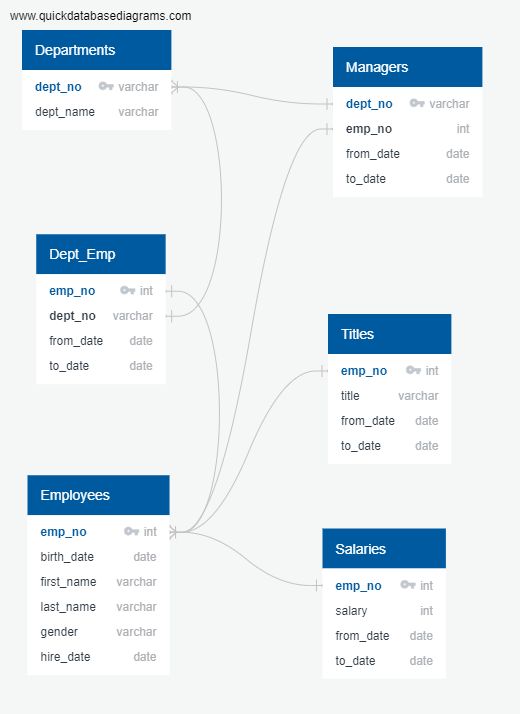 www.quickdatabasediagrams.com
Departments
dept_no varchar
dept_name varchar
Managers
dept_no varchar
emp_no int
from_date date
to_date date
Dept_Emp
emp_no int
dept_no varchar
from_date date
to_date date
Titles
emp_no int
title varchar
from_date date
to_date date
Employees
emp_no int
birth_date date
first_name varchar
last_name varchar
gender varchar
hire_date date
Salaries
emp_no int
salary int
from_date date
to_date date